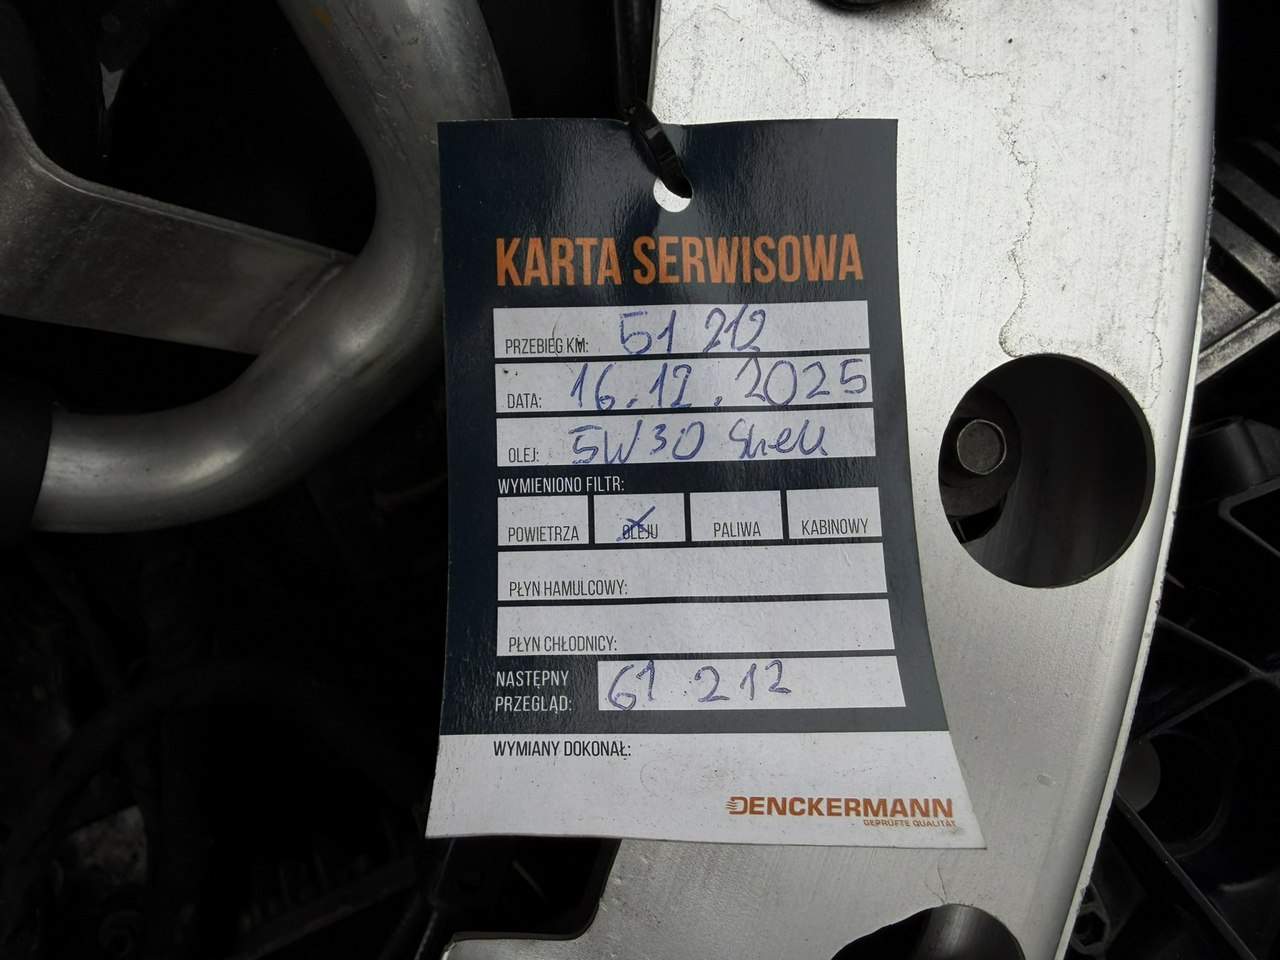 KARTA SERWISOWA
PRZEBIEG KM: 51 212
DATA: 16.12.2025
OLEJ: 5W30 Shell
WYMIENIONO FILTR:
POWIETRZA OLEJU PALIWA KABINOWY
PŁYN HAMULCOWY:
PŁYN CHŁODNICY:
NASTĘPNY
PRZEGLĄD: 61 212
WYMIANY DOKONAŁ:
DENCKERMANN
GEPRÜFTE QUALITÄT